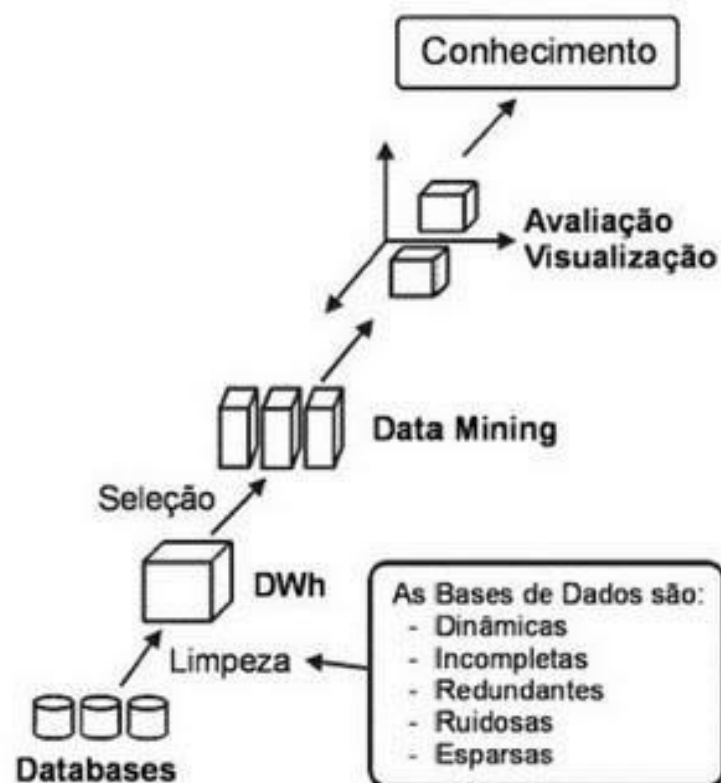 Conhecimento
Avaliação
Visualização
Data Mining
Seleção
DWh
Limpeza
As Bases de Dados são:
- Dinâmicas
- Incompletas
- Redundantes
- Ruidosas
- Esparsas
Databases